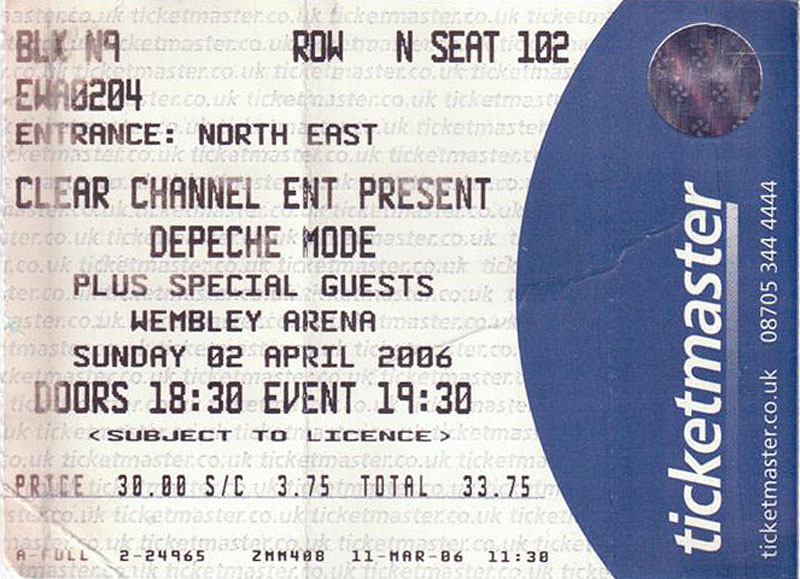 BLK N9 ROW N SEAT 102
EWA0204
ENTRANCE: NORTH EAST
CLEAR CHANNEL ENT PRESENT
DEPECHE MODE
PLUS SPECIAL GUESTS
WEMBLEY ARENA
SUNDAY 02 APRIL 2006
DOORS 18:30 EVENT 19:30
<SUBJECT TO LICENCE>
PRICE 30.00 S/C 3.75 TOTAL 33.75
A-FULL 2-24965 ZMM408 11-MAR-06 11:30
ticketmaster
ticketmaster.co.uk 08705 344 4444